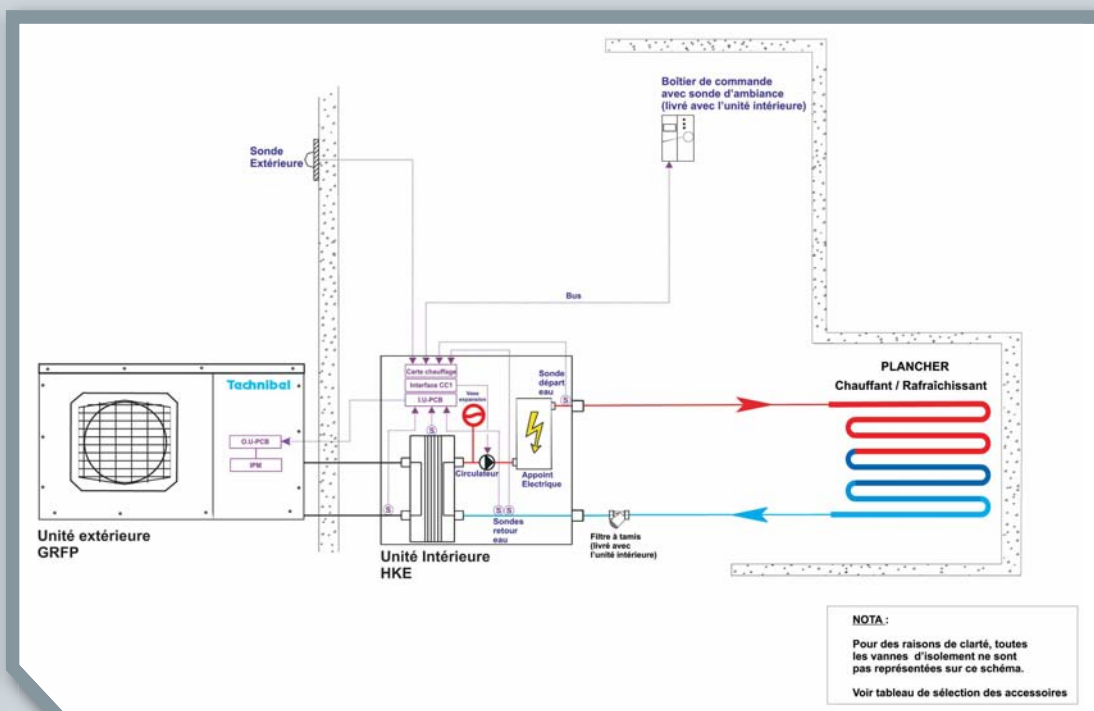 Boîtier de commande
avec sonde d'ambiance
(livré avec l'unité intérieure)
Sonde
Extérieure
Bus
Technibel
O.U-PCB
IPM
Unité extérieure
GRFP
Carte chauffage
Interface CC1
I.U-PCB
Vase
expansion
Sonde
départ
eau
S
S
S
S
S
Circulateur
Appoint
Électrique
Sondes
retour
eau
Unité Intérieure
HKE
Filtre à tamis
(livré avec
l'unité intérieure)
PLANCHER
Chauffant / Rafraîchissant
NOTA :
Pour des raisons de clarté, toutes
les vannes d'isolement ne sont
pas représentées sur ce schéma.
Voir tableau de sélection des accessoires